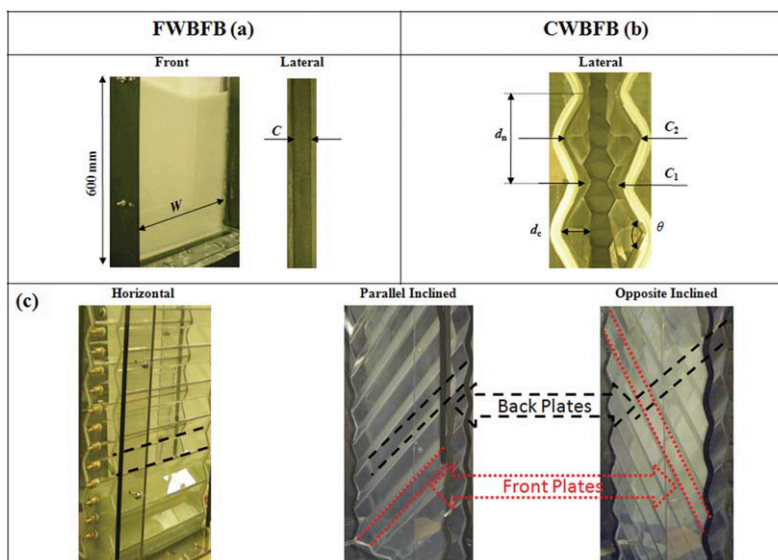 FWBFB (a)
CWBFB (b)
Front
Lateral
Lateral
600 mm
W
C
dn
C2
C1
dc
θ
(c)
Horizontal
Parallel Inclined
Opposite Inclined
Back Plates
Front Plates